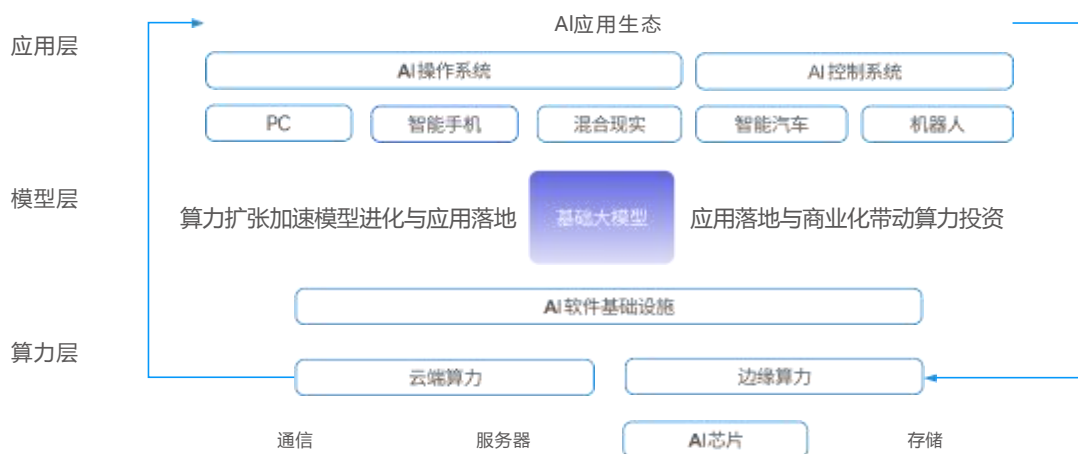 AI应用生态
应用层
AI操作系统 AI控制系统
PC 智能手机 混合现实 智能汽车 机器人
模型层
算力扩张加速模型进化与应用落地 基础大模型 应用落地与商业化带动算力投资
AI软件基础设施
算力层
云端算力 边缘算力
通信 服务器 AI芯片 存储